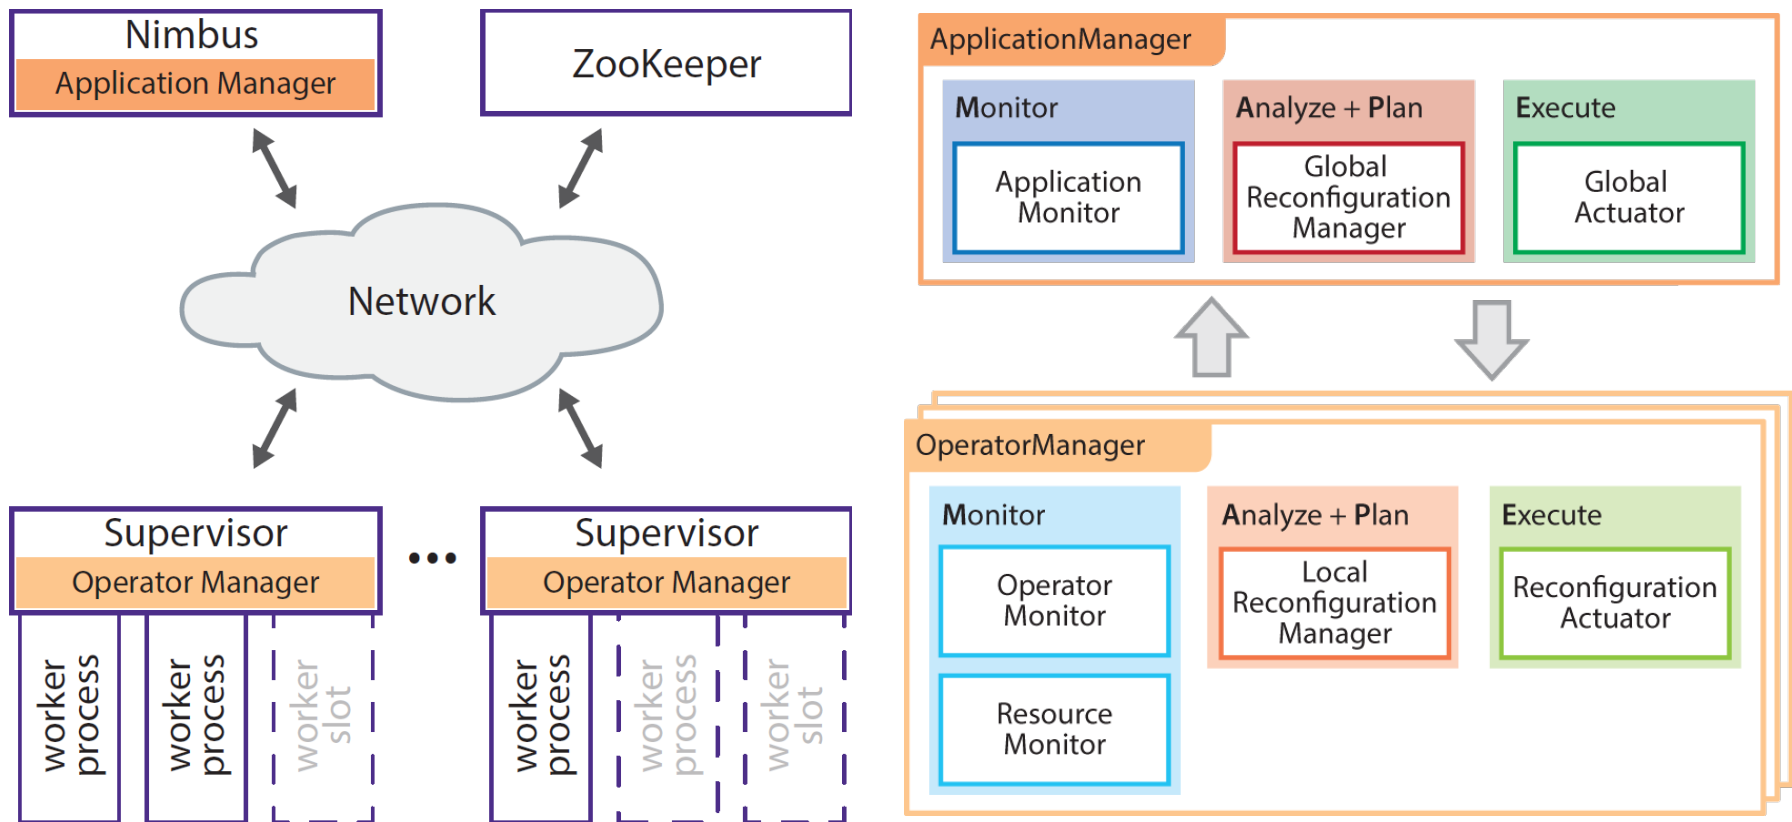 Nimbus
Application Manager
ZooKeeper
Network
Supervisor
Operator Manager
•••
Supervisor
Operator Manager
worker
process
worker
process
worker
slot
worker
process
worker
process
worker
slot
ApplicationManager
Monitor
Application
Monitor
Analyze + Plan
Global
Reconfiguration
Manager
Execute
Global
Actuator
OperatorManager
Monitor
Operator
Monitor
Resource
Monitor
Analyze + Plan
Local
Reconfiguration
Manager
Execute
Reconfiguration
Actuator